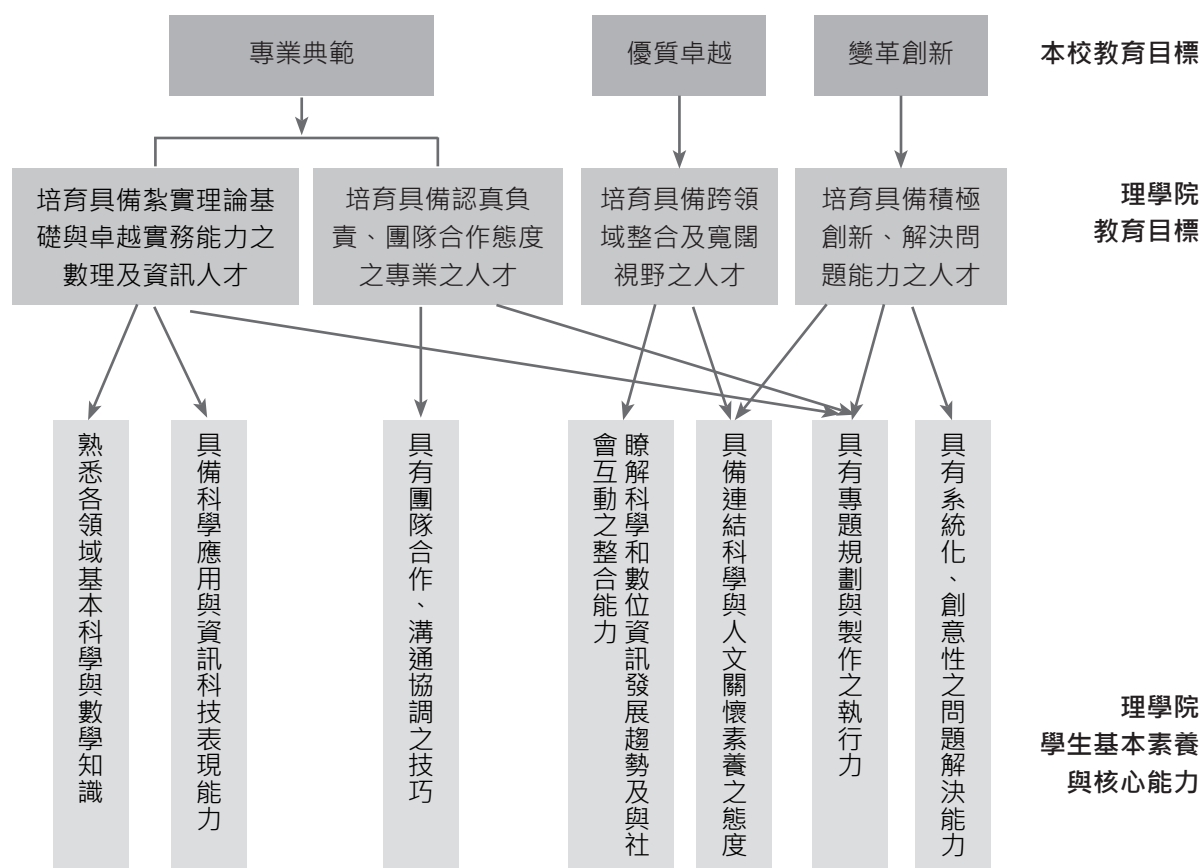 專業典範
優質卓越
變革創新
本校教育目標
培育具備紮實理論基
礎與卓越實務能力之
數理及資訊人才
培育具備認真負
責、團隊合作態度
之專業之人才
培育具備跨領
域整合及寬闊
視野之人才
培育具備積極
創新、解決問
題能力之人才
理學院
教育目標
熟悉各領域基本科學與數學知識
具備科學應用與資訊科技表現能力
具有團隊合作、溝通協調之技巧
瞭解科學和數位資訊發展趨勢及與社
會互動之整合能力
具備連結科學與人文關懷素養之態度
具有專題規劃與製作之執行力
具有系統化、創意性之問題解決能力
理學院
學生基本素養
與核心能力